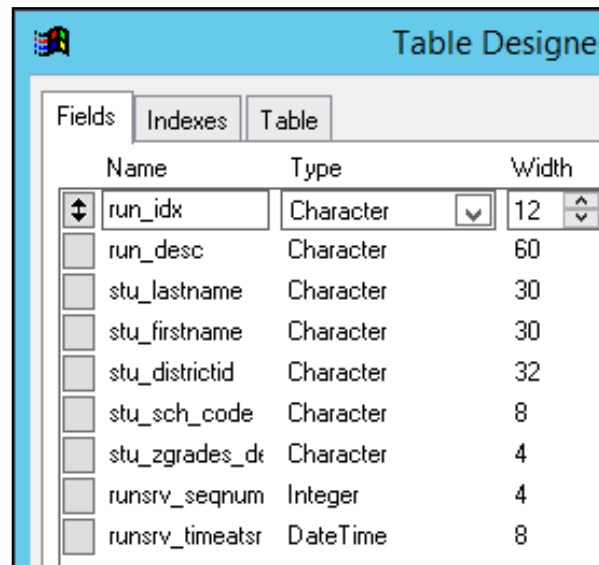 Table Designe
Fields Indexes Table
Name Type Width
run_idx Character 12
run_desc Character 60
stu_lastname Character 30
stu_firstname Character 30
stu_districtid Character 32
stu_sch_code Character 8
stu_zgrades_de Character 4
runsrv_seqnum Integer 4
runsrv_timeatsr DateTime 8